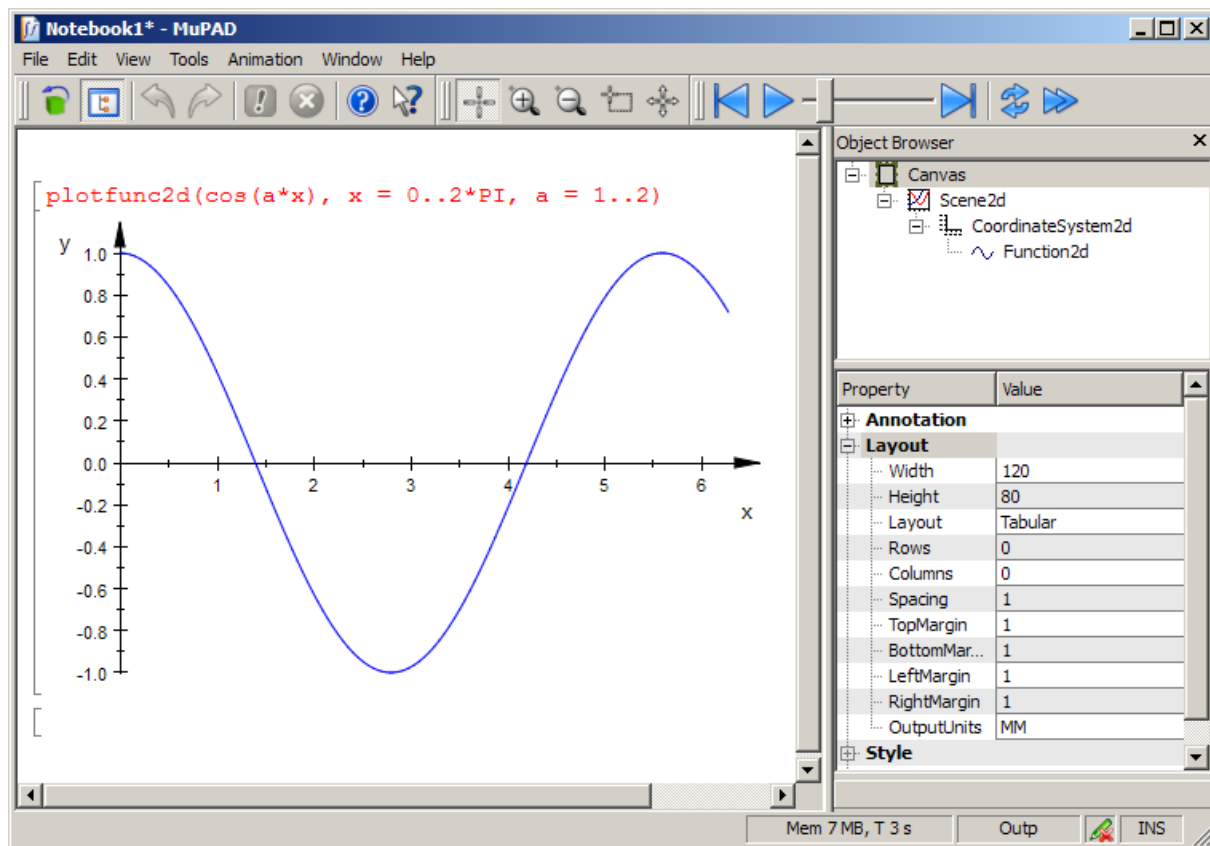 Notebook1* - MuPAD
File Edit View Tools Animation Window Help
plotfunc2d(cos(a*x), x = 0..2*PI, a = 1..2)
y
1.0
0.8
0.6
0.4
0.2
0.0
1 2 3 4 5 6
x
-0.2
-0.4
-0.6
-0.8
-1.0
Object Browser
Canvas
Scene2d
CoordinateSystem2d
Function2d
Property Value
Annotation
Layout
Width 120
Height 80
Layout Tabular
Rows 0
Columns 0
Spacing 1
TopMargin 1
BottomMar... 1
LeftMargin 1
RightMargin 1
OutputUnits MM
Style
Mem 7 MB, T 3 s Outp INS